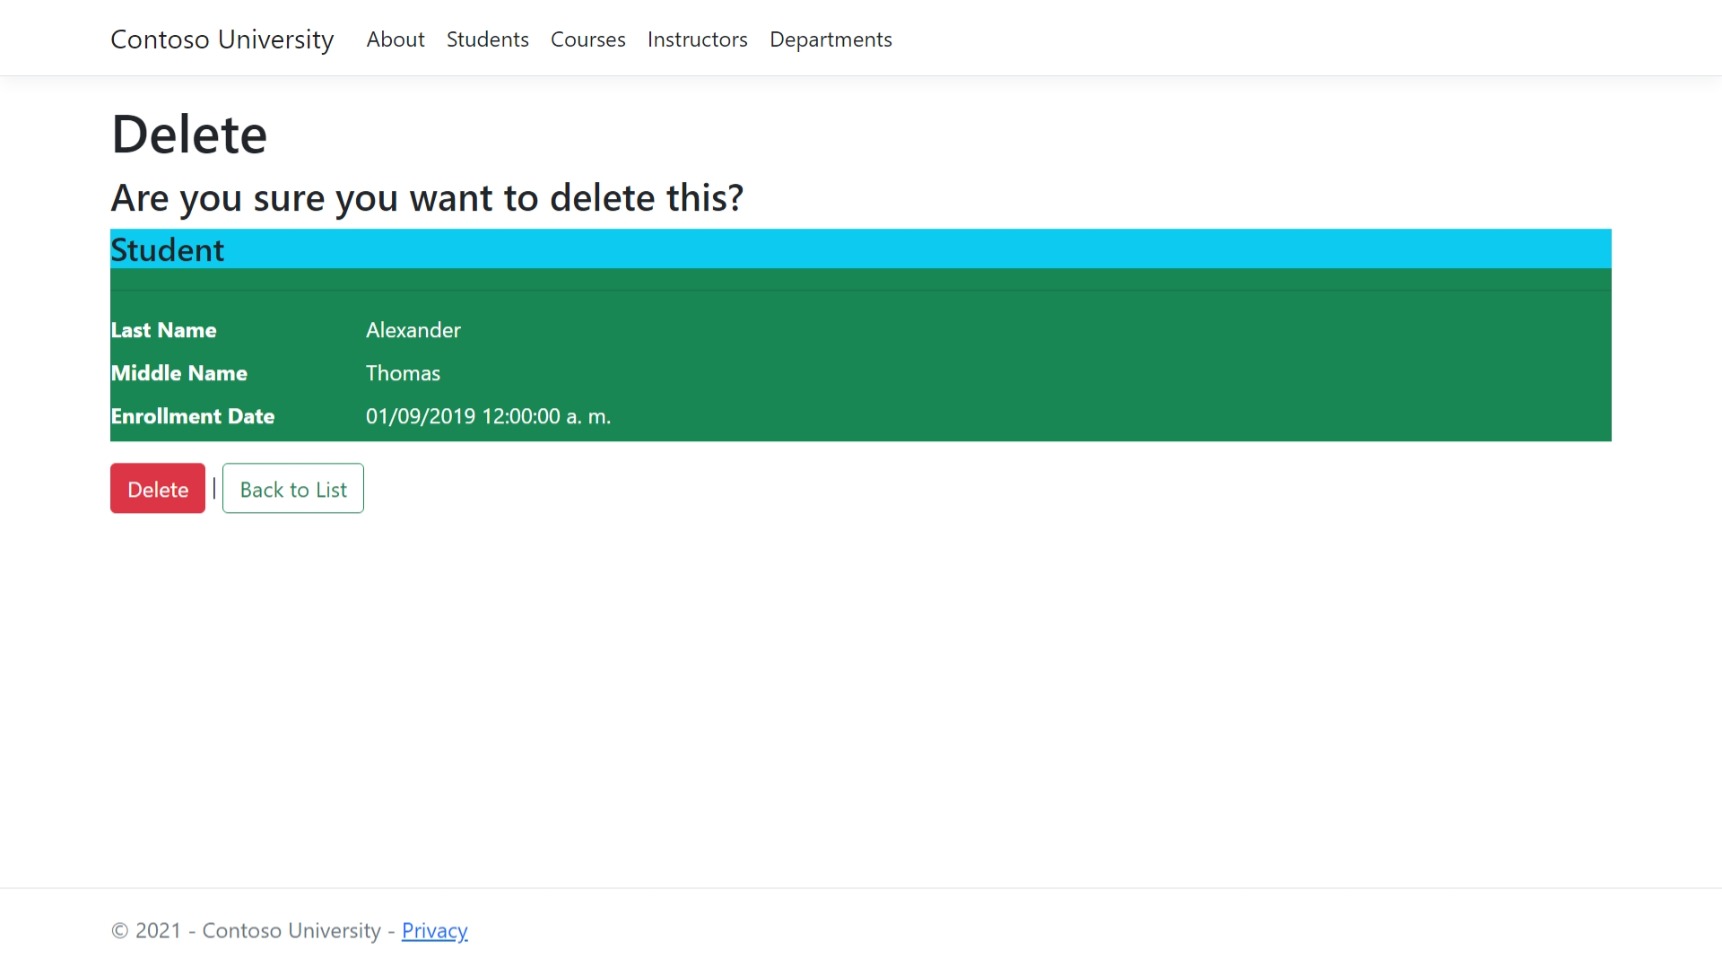 Contoso University About Students Courses Instructors Departments
Delete
Are you sure you want to delete this?
Student
Last Name Alexander
Middle Name Thomas
Enrollment Date 01/09/2019 12:00:00 a. m.
Delete | Back to List
© 2021 - Contoso University - Privacy